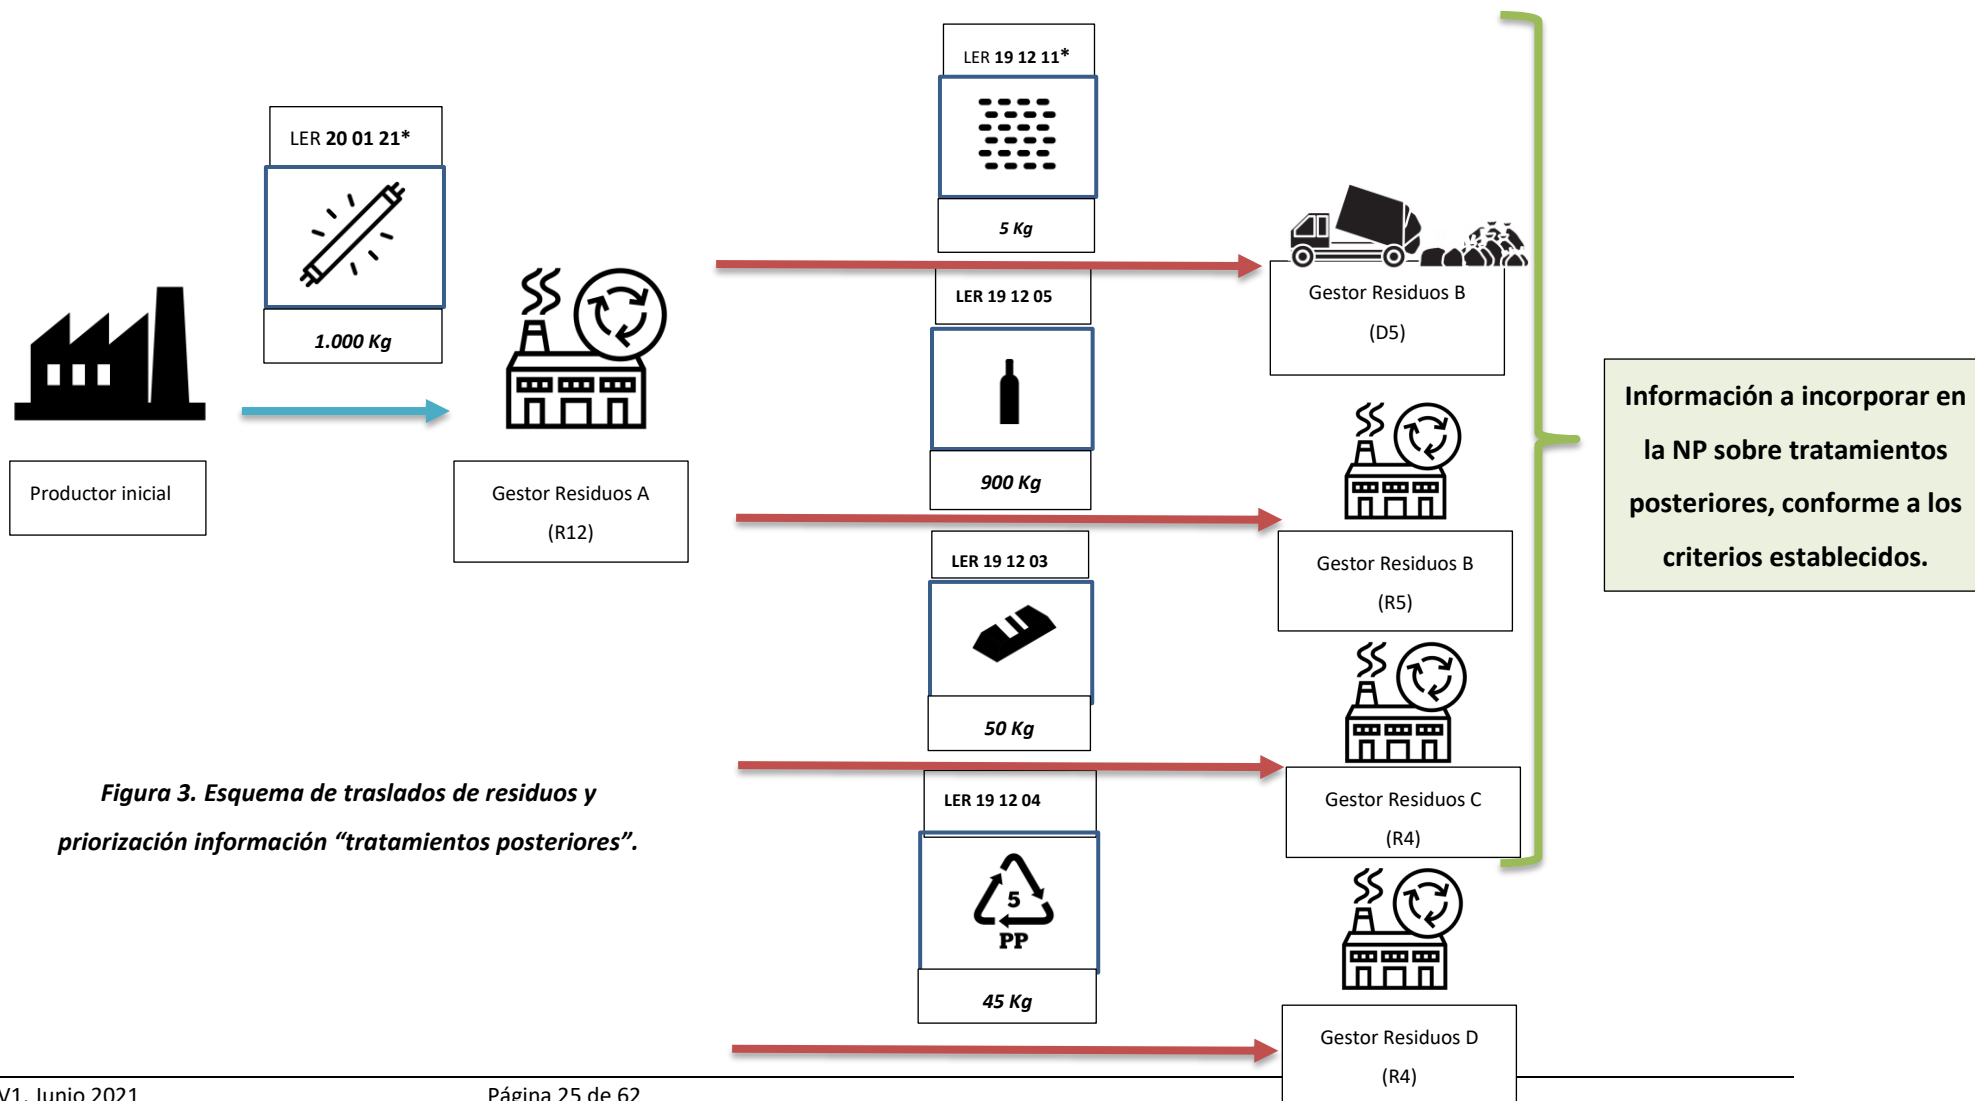 LER 19 12 11*
LER 20 01 21*
5 Kg
1.000 Kg
LER 19 12 05
Gestor Residuos B
(D5)
Productor inicial
Gestor Residuos A
(R12)
900 Kg
LER 19 12 03
Gestor Residuos B
(R5)
Información a incorporar en
la NP sobre tratamientos
posteriores, conforme a los
criterios establecidos.
50 Kg
LER 19 12 04
Gestor Residuos C
(R4)
Figura 3. Esquema de traslados de residuos y
priorización información “tratamientos posteriores”.
5
PP
45 Kg
Gestor Residuos D
(R4)
V1. Junio 2021
Página 25 de 62